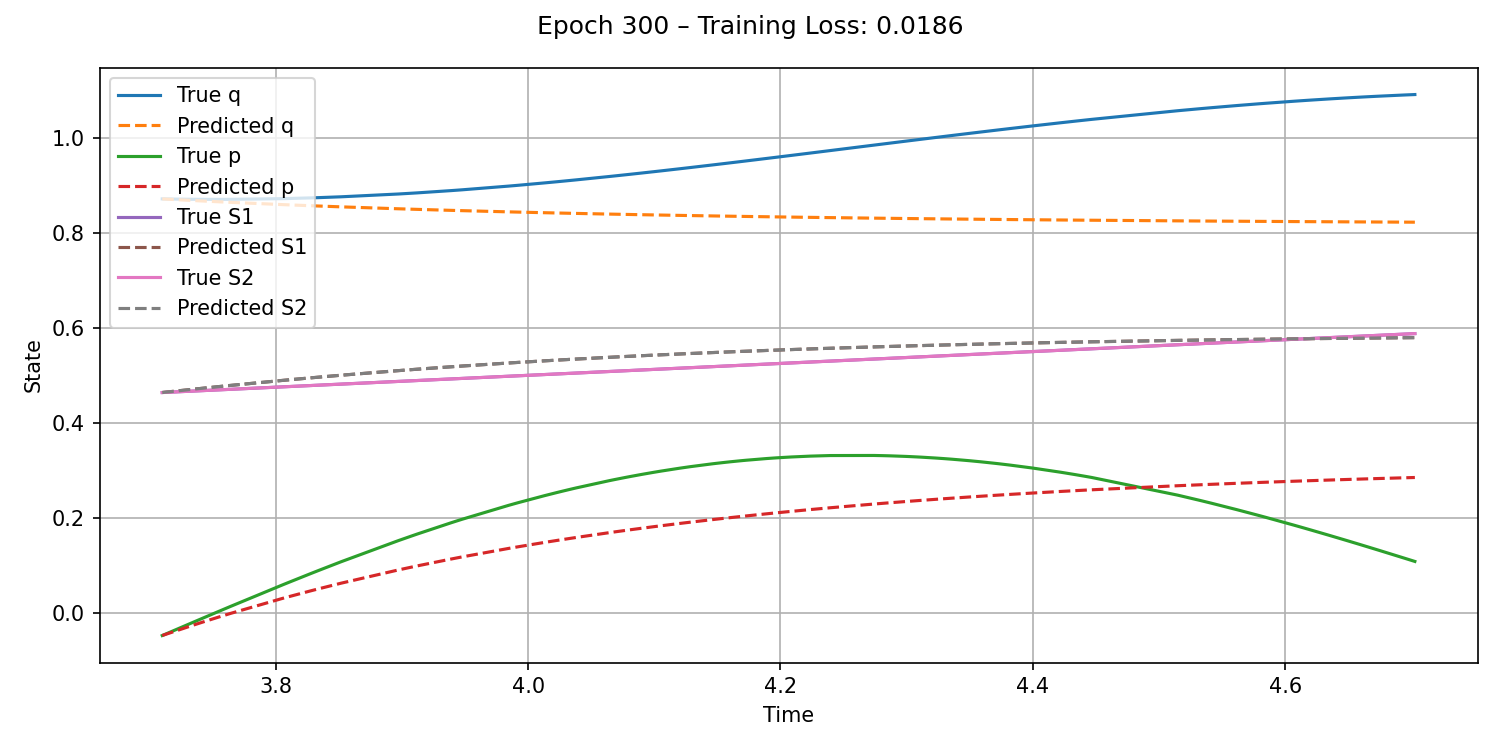 Epoch 300 – Training Loss: 0.0186
True q
Predicted q
True p
Predicted p
True S1
Predicted S1
True S2
Predicted S2
State
1.0
0.8
0.6
0.4
0.2
0.0
3.8 4.0 4.2 4.4 4.6
Time